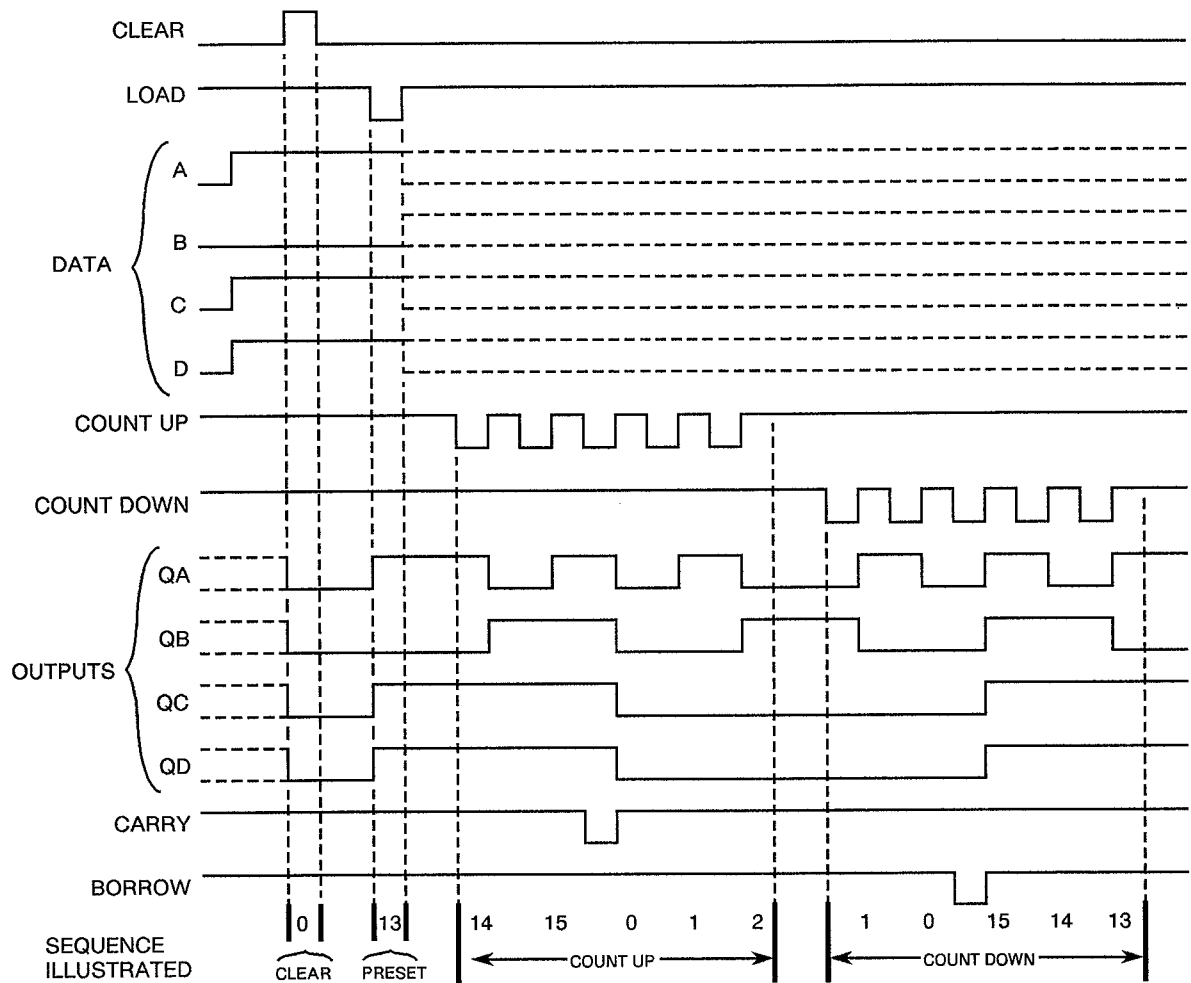 CLEAR
LOAD
A
B
DATA
C
D
COUNT UP
COUNT DOWN
QA
QB
OUTPUTS
QC
QD
CARRY
BORROW
0 13 14 15 0 1 2 1 0 15 14 13
SEQUENCE
ILLUSTRATED
CLEAR PRESET COUNT UP COUNT DOWN